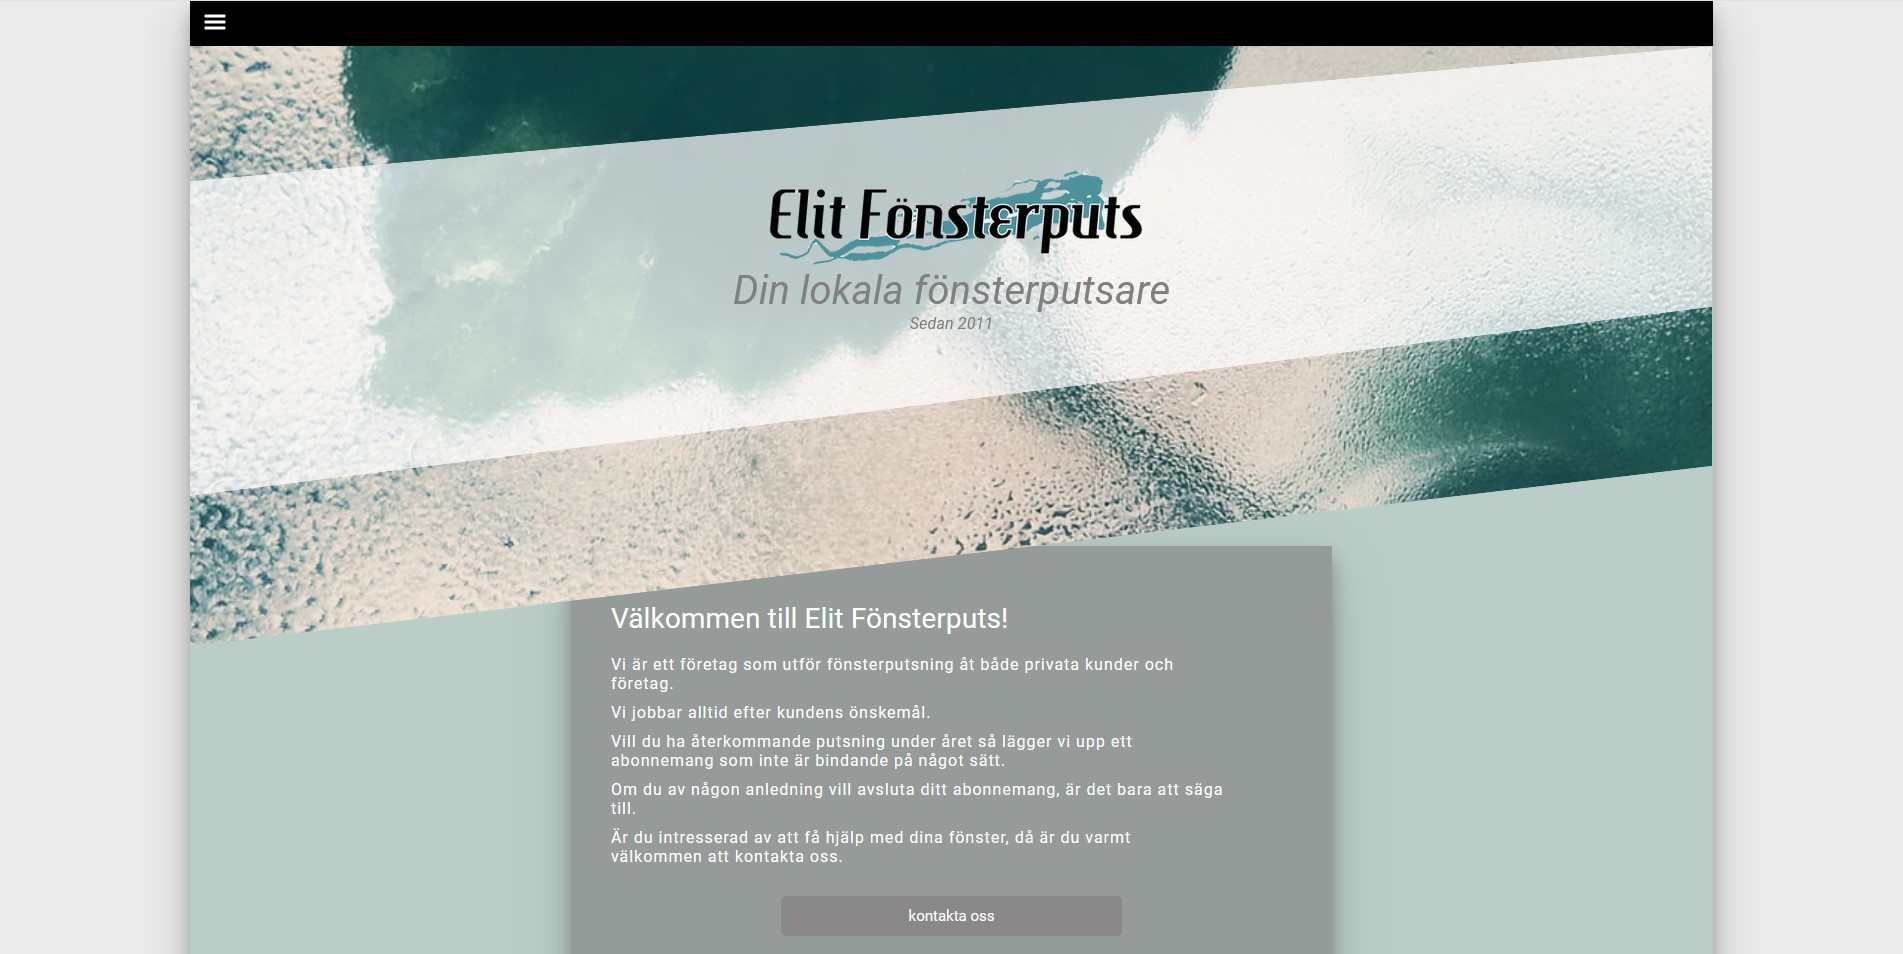 Elit Fönsterputs
Din lokala fönsterputsare
Sedan 2011
Välkommen till Elit Fönsterputs!
Vi är ett företag som utför fönsterputsning åt både privata kunder och
företag.
Vi jobbar alltid efter kundens önskemål.
Vill du ha återkommande putsning under året så lägger vi upp ett
abonnemang som inte är bindande på något sätt.
Om du av någon anledning vill avsluta ditt abonnemang, är det bara att säga
till.
Är du intresserad av att få hjälp med dina fönster, då är du varmt
välkommen att kontakta oss.
kontakta oss